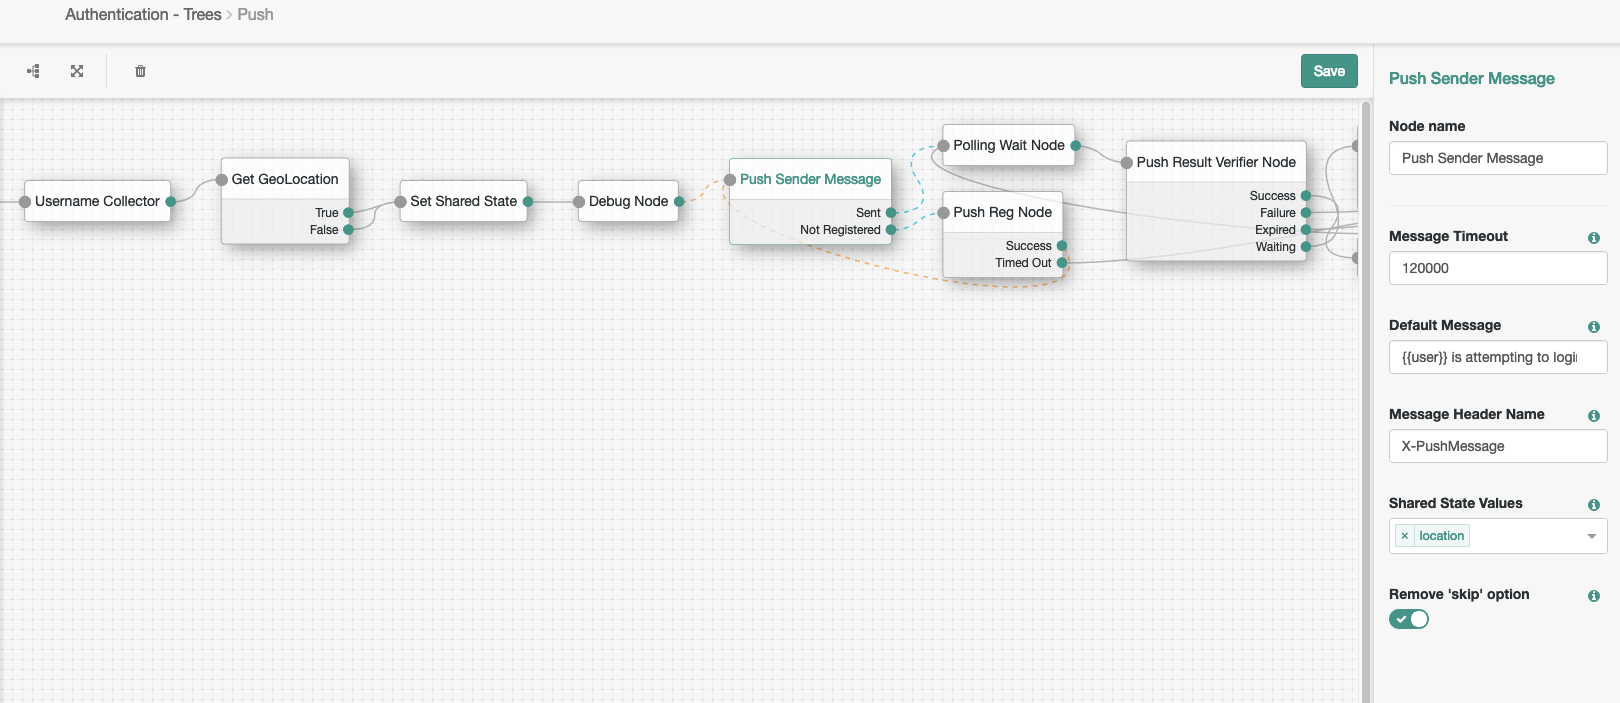 Authentication - Trees > Push
Save
Username Collector
Get GeoLocation
True
False
Set Shared State
Debug Node
Push Sender Message
Sent
Not Registered
Polling Wait Node
Push Reg Node
Success
Timed Out
Push Result Verifier Node
Success
Failure
Expired
Waiting
Push Sender Message
Node name
Push Sender Message
Message Timeout
120000
Default Message
{{user}} is attempting to logi
Message Header Name
X-PushMessage
Shared State Values
× location
Remove 'skip' option